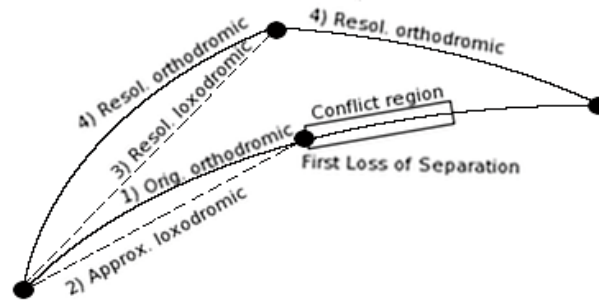 4) Resol. orthodromic
4) Resol. orthodromic
3) Resol. loxodromic
Conflict region
1) Orig. orthodromic
First Loss of Separation
2) Approx. loxodromic